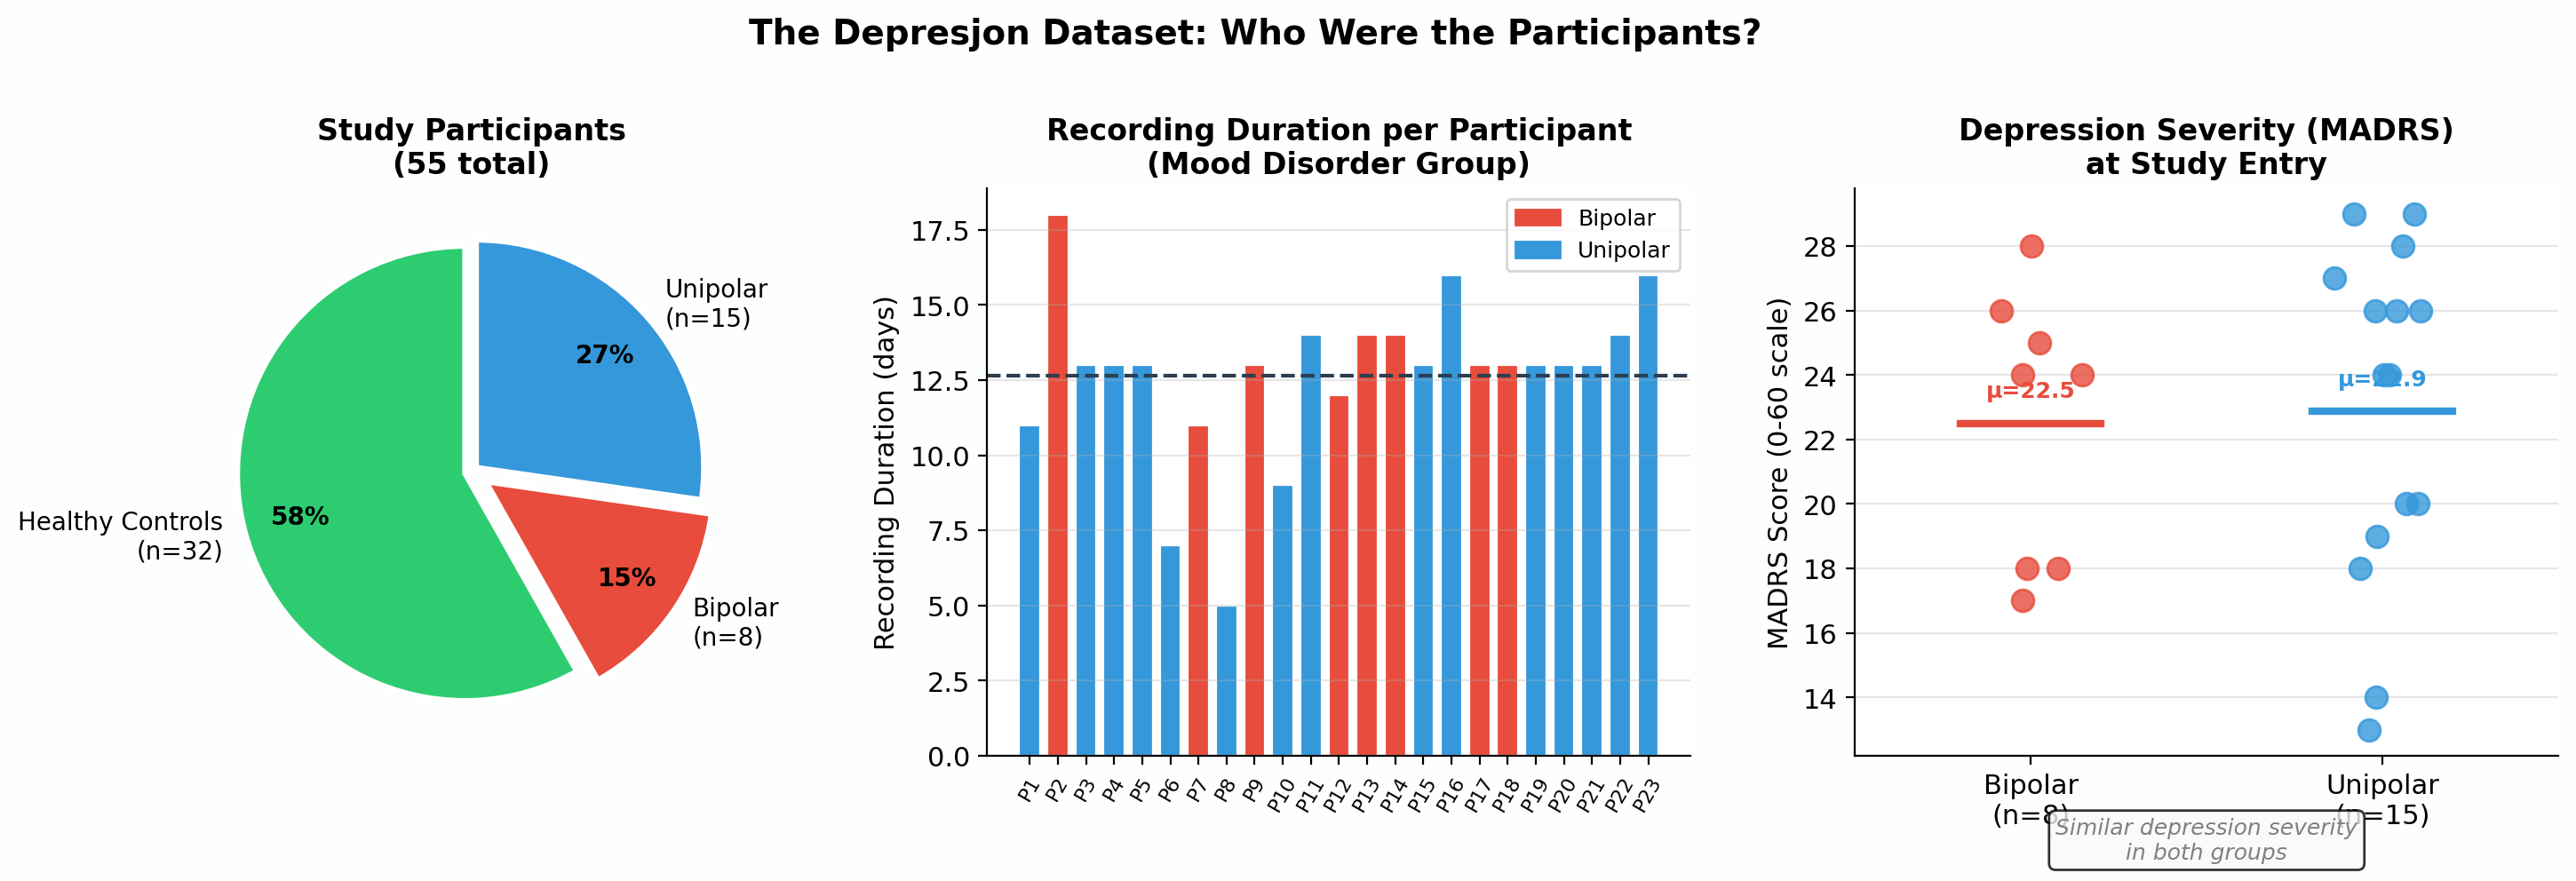 The Depresjon Dataset: Who Were the Participants?
Study Participants
(55 total)
Unipolar
(n=15)
27%
58%
Healthy Controls
(n=32)
15%
Bipolar
(n=8)
Recording Duration per Participant
(Mood Disorder Group)
Recording Duration (days)
17.5
15.0
12.5
10.0
7.5
5.0
2.5
0.0
Bipolar
Unipolar
P1 P2 P3 P4 P5 P6 P7 P8 P9 P10 P11 P12 P13 P14 P15 P16 P17 P18 P19 P20 P21 P22 P23
Depression Severity (MADRS)
at Study Entry
MADRS Score (0-60 scale)
28
26
24
22
20
18
16
14
μ=22.5
Bipolar
(n=8)
Unipolar
(n=15)
Similar depression severity
in both groups